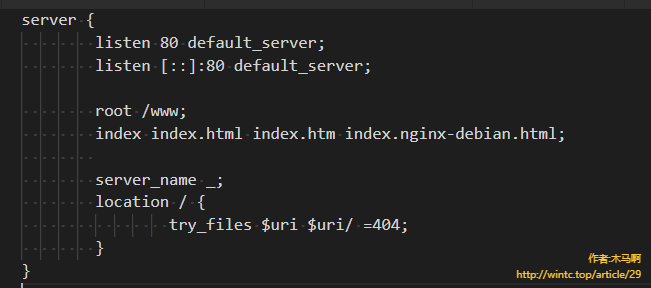 server {
listen 80 default_server;
listen [::]:80 default_server;
root /www;
index index.html index.htm index.nginx-debian.html;
server_name _;
location / {
try_files $uri $uri/ =404;
}
}
作者:木马啊
http://wintc.top/article/29